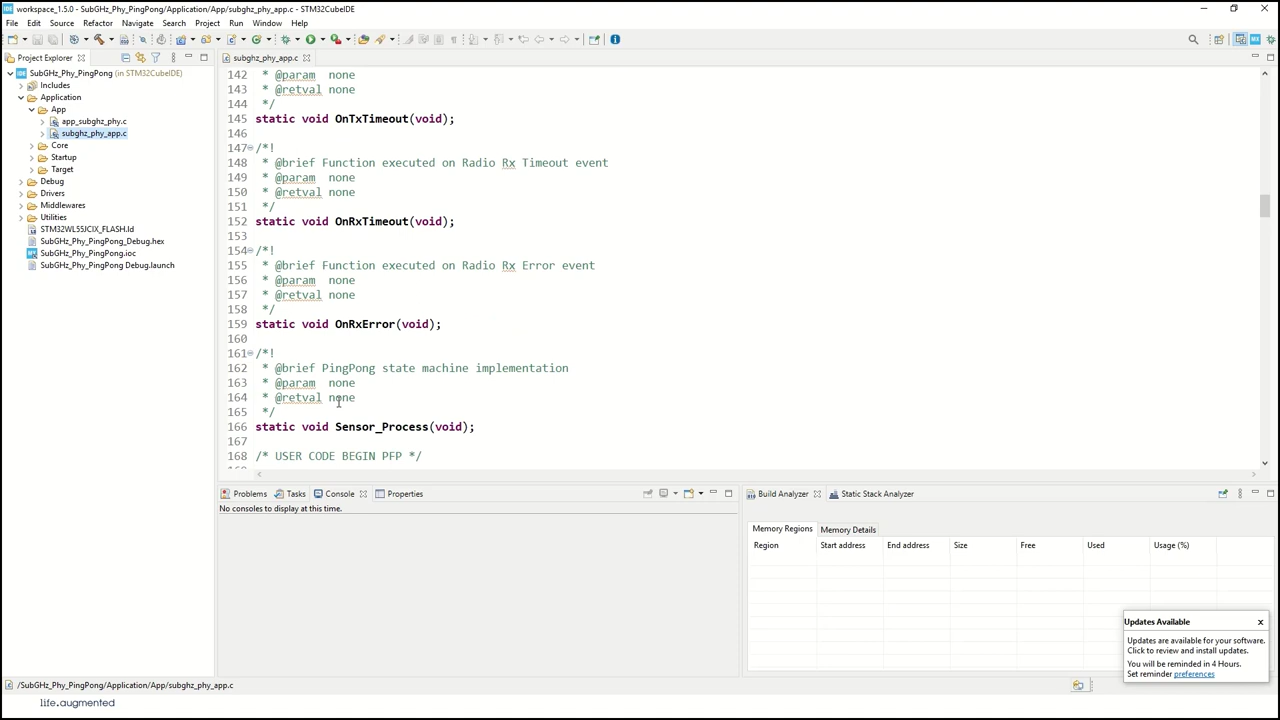 workspace_1.5.0 - SubGHz_Phy_PingPong/Application/App/subghz_phy_app.c - STM32CubeIDE
File Edit Source Refactor Navigate Search Project Run Window Help
Project Explorer
subghz_phy_app.c
SubGHz_Phy_PingPong (in STM32CubeIDE)
Includes
Application
App
app_subghz_phy.c
subghz_phy_app.c
Core
Startup
Target
Debug
Drivers
Middlewares
Utilities
STM32WL55JCIX_FLASH.ld
SubGHz_Phy_PingPong_Debug.hex
SubGHz_Phy_PingPong.ioc
SubGHz_Phy_PingPong Debug.launch
142 * @param none
143 * @retval none
144 */
145 static void OnTxTimeout(void);
146
147 /*!
148 * @brief Function executed on Radio Rx Timeout event
149 * @param none
150 * @retval none
151 */
152 static void OnRxTimeout(void);
153
154 /*!
155 * @brief Function executed on Radio Rx Error event
156 * @param none
157 * @retval none
158 */
159 static void OnRxError(void);
160
161 /*!
162 * @brief PingPong state machine implementation
163 * @param none
164 * @retval none
165 */
166 static void Sensor_Process(void);
167
168 /* USER CODE BEGIN PFP */
Problems Tasks Console Properties
No consoles to display at this time.
Build Analyzer Static Stack Analyzer
Memory Regions Memory Details
Region Start address End address Size Free Used Usage (%)
Updates Available x
Updates are available for your software.
Click to review and install updates.
You will be reminded in 4 Hours.
Set reminder preferences
/SubGHz_Phy_PingPong/Application/App/subghz_phy_app.c
life.augmented